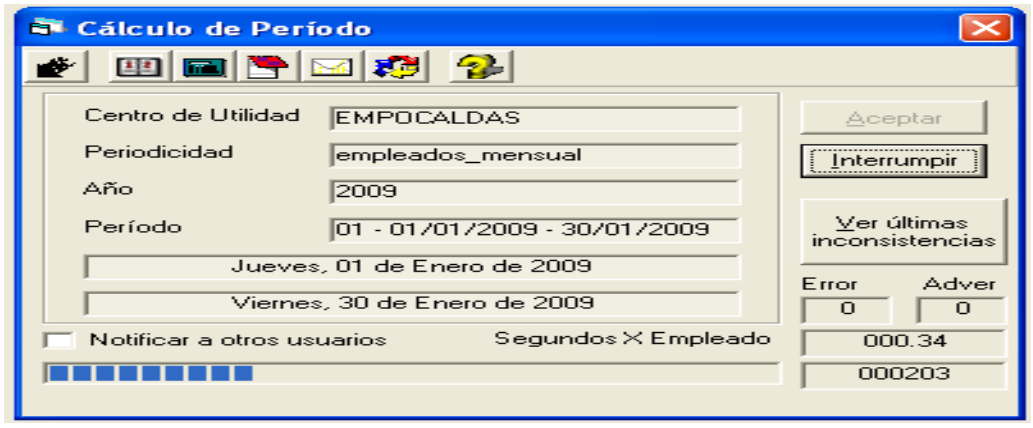 Cálculo de Período
Centro de Utilidad EMPOCALDAS
Aceptar
Periodicidad empleados_mensual
Interrumpir
Año 2009
Período 01 - 01/01/2009 - 30/01/2009
Ver últimas
inconsistencias
Jueves, 01 de Enero de 2009
Viernes, 30 de Enero de 2009
Error Adver
0 0
Notificar a otros usuarios Segundos X Empleado 000.34
000203